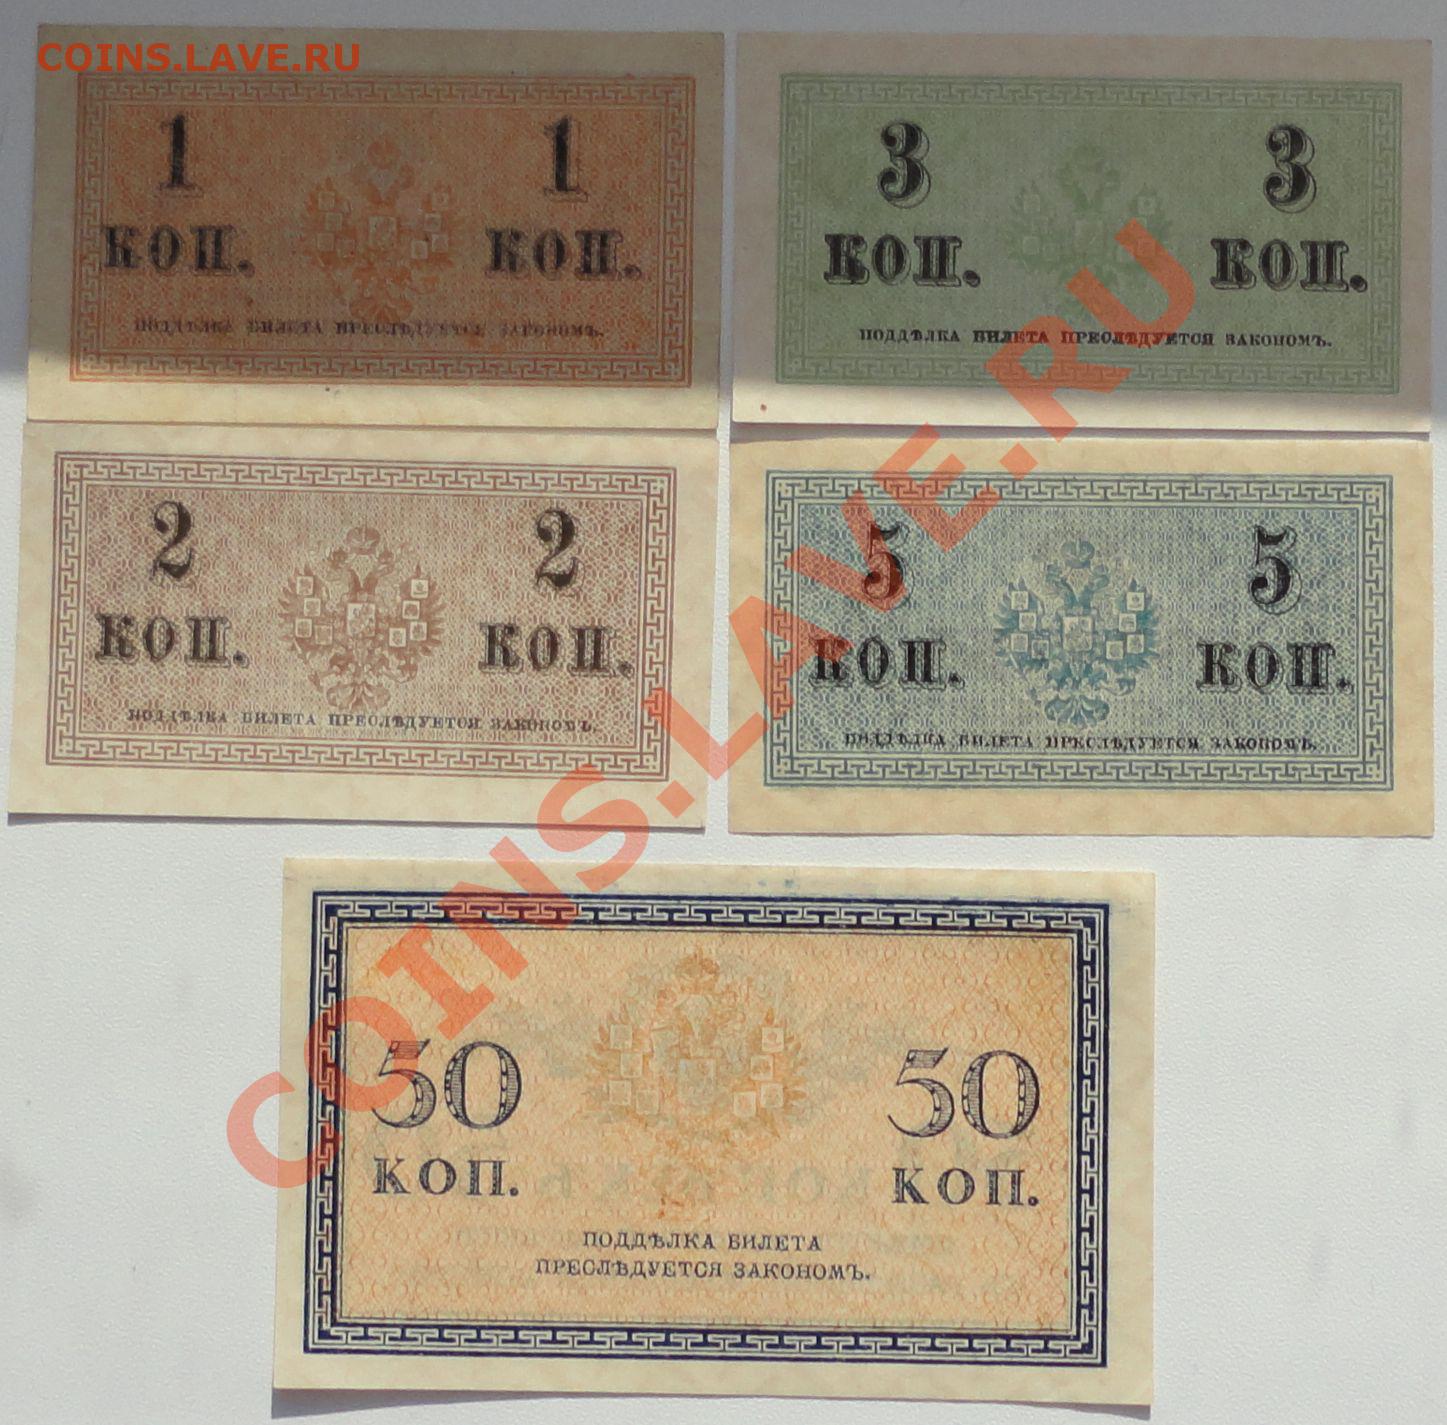 COINS.LAVE.RU
1 1
КОП. КОП.
ПОДДѢЛКА БИЛЕТА ПРЕСЛѢДУЕТСЯ ЗАКОНОМЪ.
3 3
КОП. КОП.
ПОДДѢЛКА БИЛЕТА ПРЕСЛѢДУЕТСЯ ЗАКОНОМЪ.
2 2
КОП. КОП.
ПОДДѢЛКА БИЛЕТА ПРЕСЛѢДУЕТСЯ ЗАКОНОМЪ.
5 5
КОП. КОП.
ПОДДѢЛКА БИЛЕТА ПРЕСЛѢДУЕТСЯ ЗАКОНОМЪ.
COINS.LAVE.RU
50 50
КОП. КОП.
ПОДДѢЛКА БИЛЕТА
ПРЕСЛѢДУЕТСЯ ЗАКОНОМЪ.